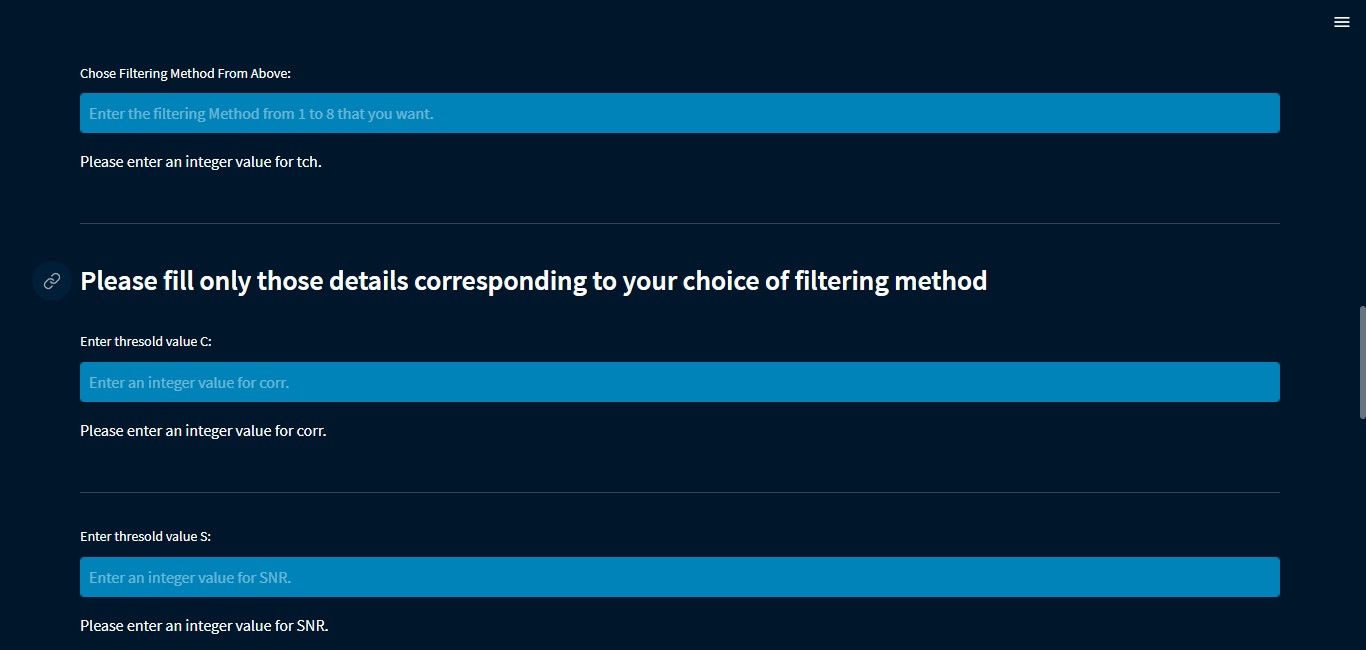 Chose Filtering Method From Above:
Enter the filtering Method from 1 to 8 that you want.
Please enter an integer value for tch.
Please fill only those details corresponding to your choice of filtering method
Enter thresold value C:
Enter an integer value for corr.
Please enter an integer value for corr.
Enter thresold value S:
Enter an integer value for SNR.
Please enter an integer value for SNR.